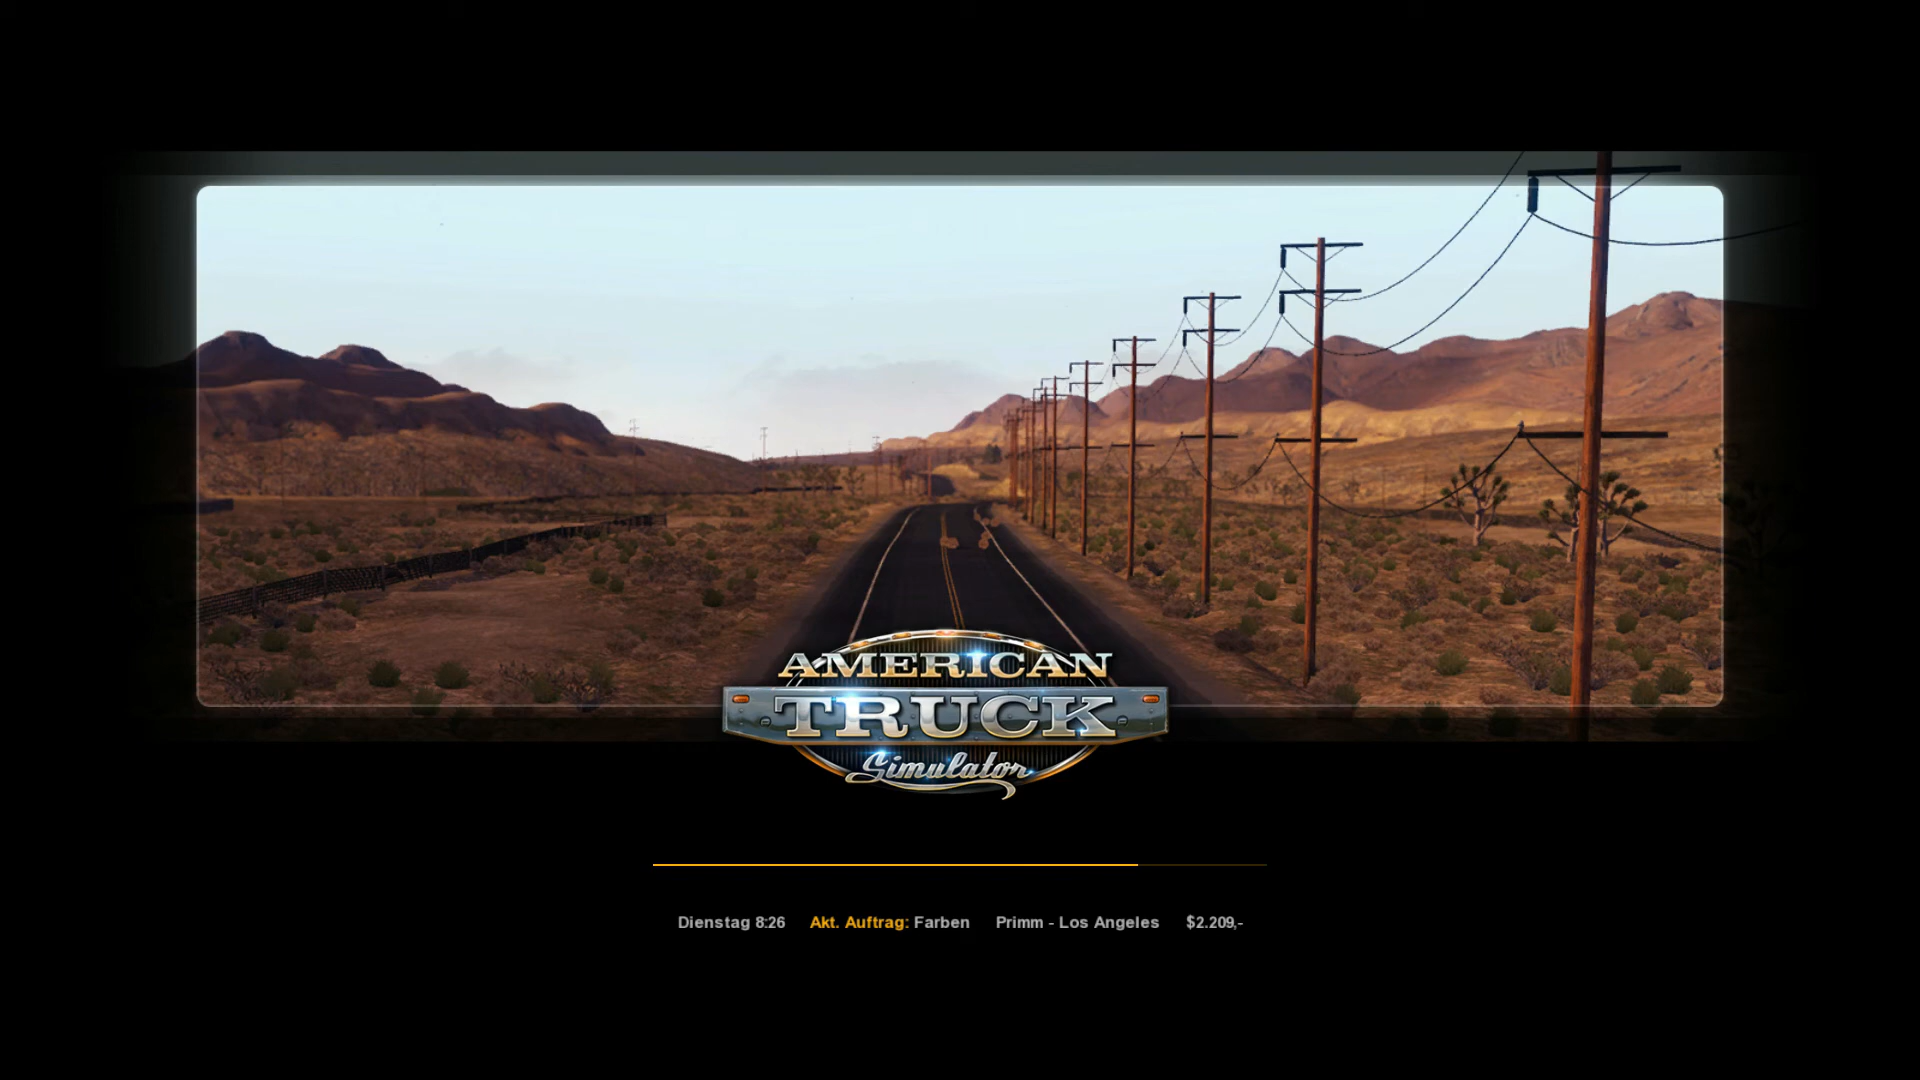 AMERICAN
TRUCK
Simulator
Dienstag 8:26 Akt. Auftrag: Farben Primm - Los Angeles $2.209,-